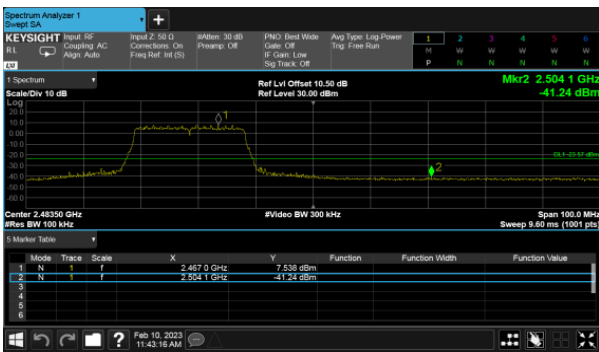 Spectrum Analyzer 1
Swept SA
KEYSIGHT Input: RF Input Z: 50 Ω #Atten: 30 dB PNO: Best Wide Avg Type: Log-Power 1 2 3 4 5 6
RL Coupling: AC Corrections: On Preamp: Off Gate: Off Trig: Free Run M W W W W W
Align: Auto Freq Ref: Int (S) IF Gain: Low P N N N N N
LXI Sig Track: Off
1 Spectrum Ref Lvl Offset 10.50 dB Mkr2 2.504 1 GHz
Scale/Div 10 dB Ref Level 30.00 dBm -41.24 dBm
Log
20.0
10.0
0.00
-10.0
-20.0
-30.0
-40.0
-50.0
-60.0
1
DL1 -23.57 dBm
2
Center 2.48350 GHz #Video BW 300 kHz Span 100.0 MHz
#Res BW 100 kHz Sweep 9.60 ms (1001 pts)
5 Marker Table
Mode Trace Scale X Y Function Function Width Function Value
1 N 1 f 2.467 0 GHz 7.538 dBm
2 N 1 f 2.504 1 GHz -41.24 dBm
3
4
5
6
? Feb 10, 2023
11:43:16 AM